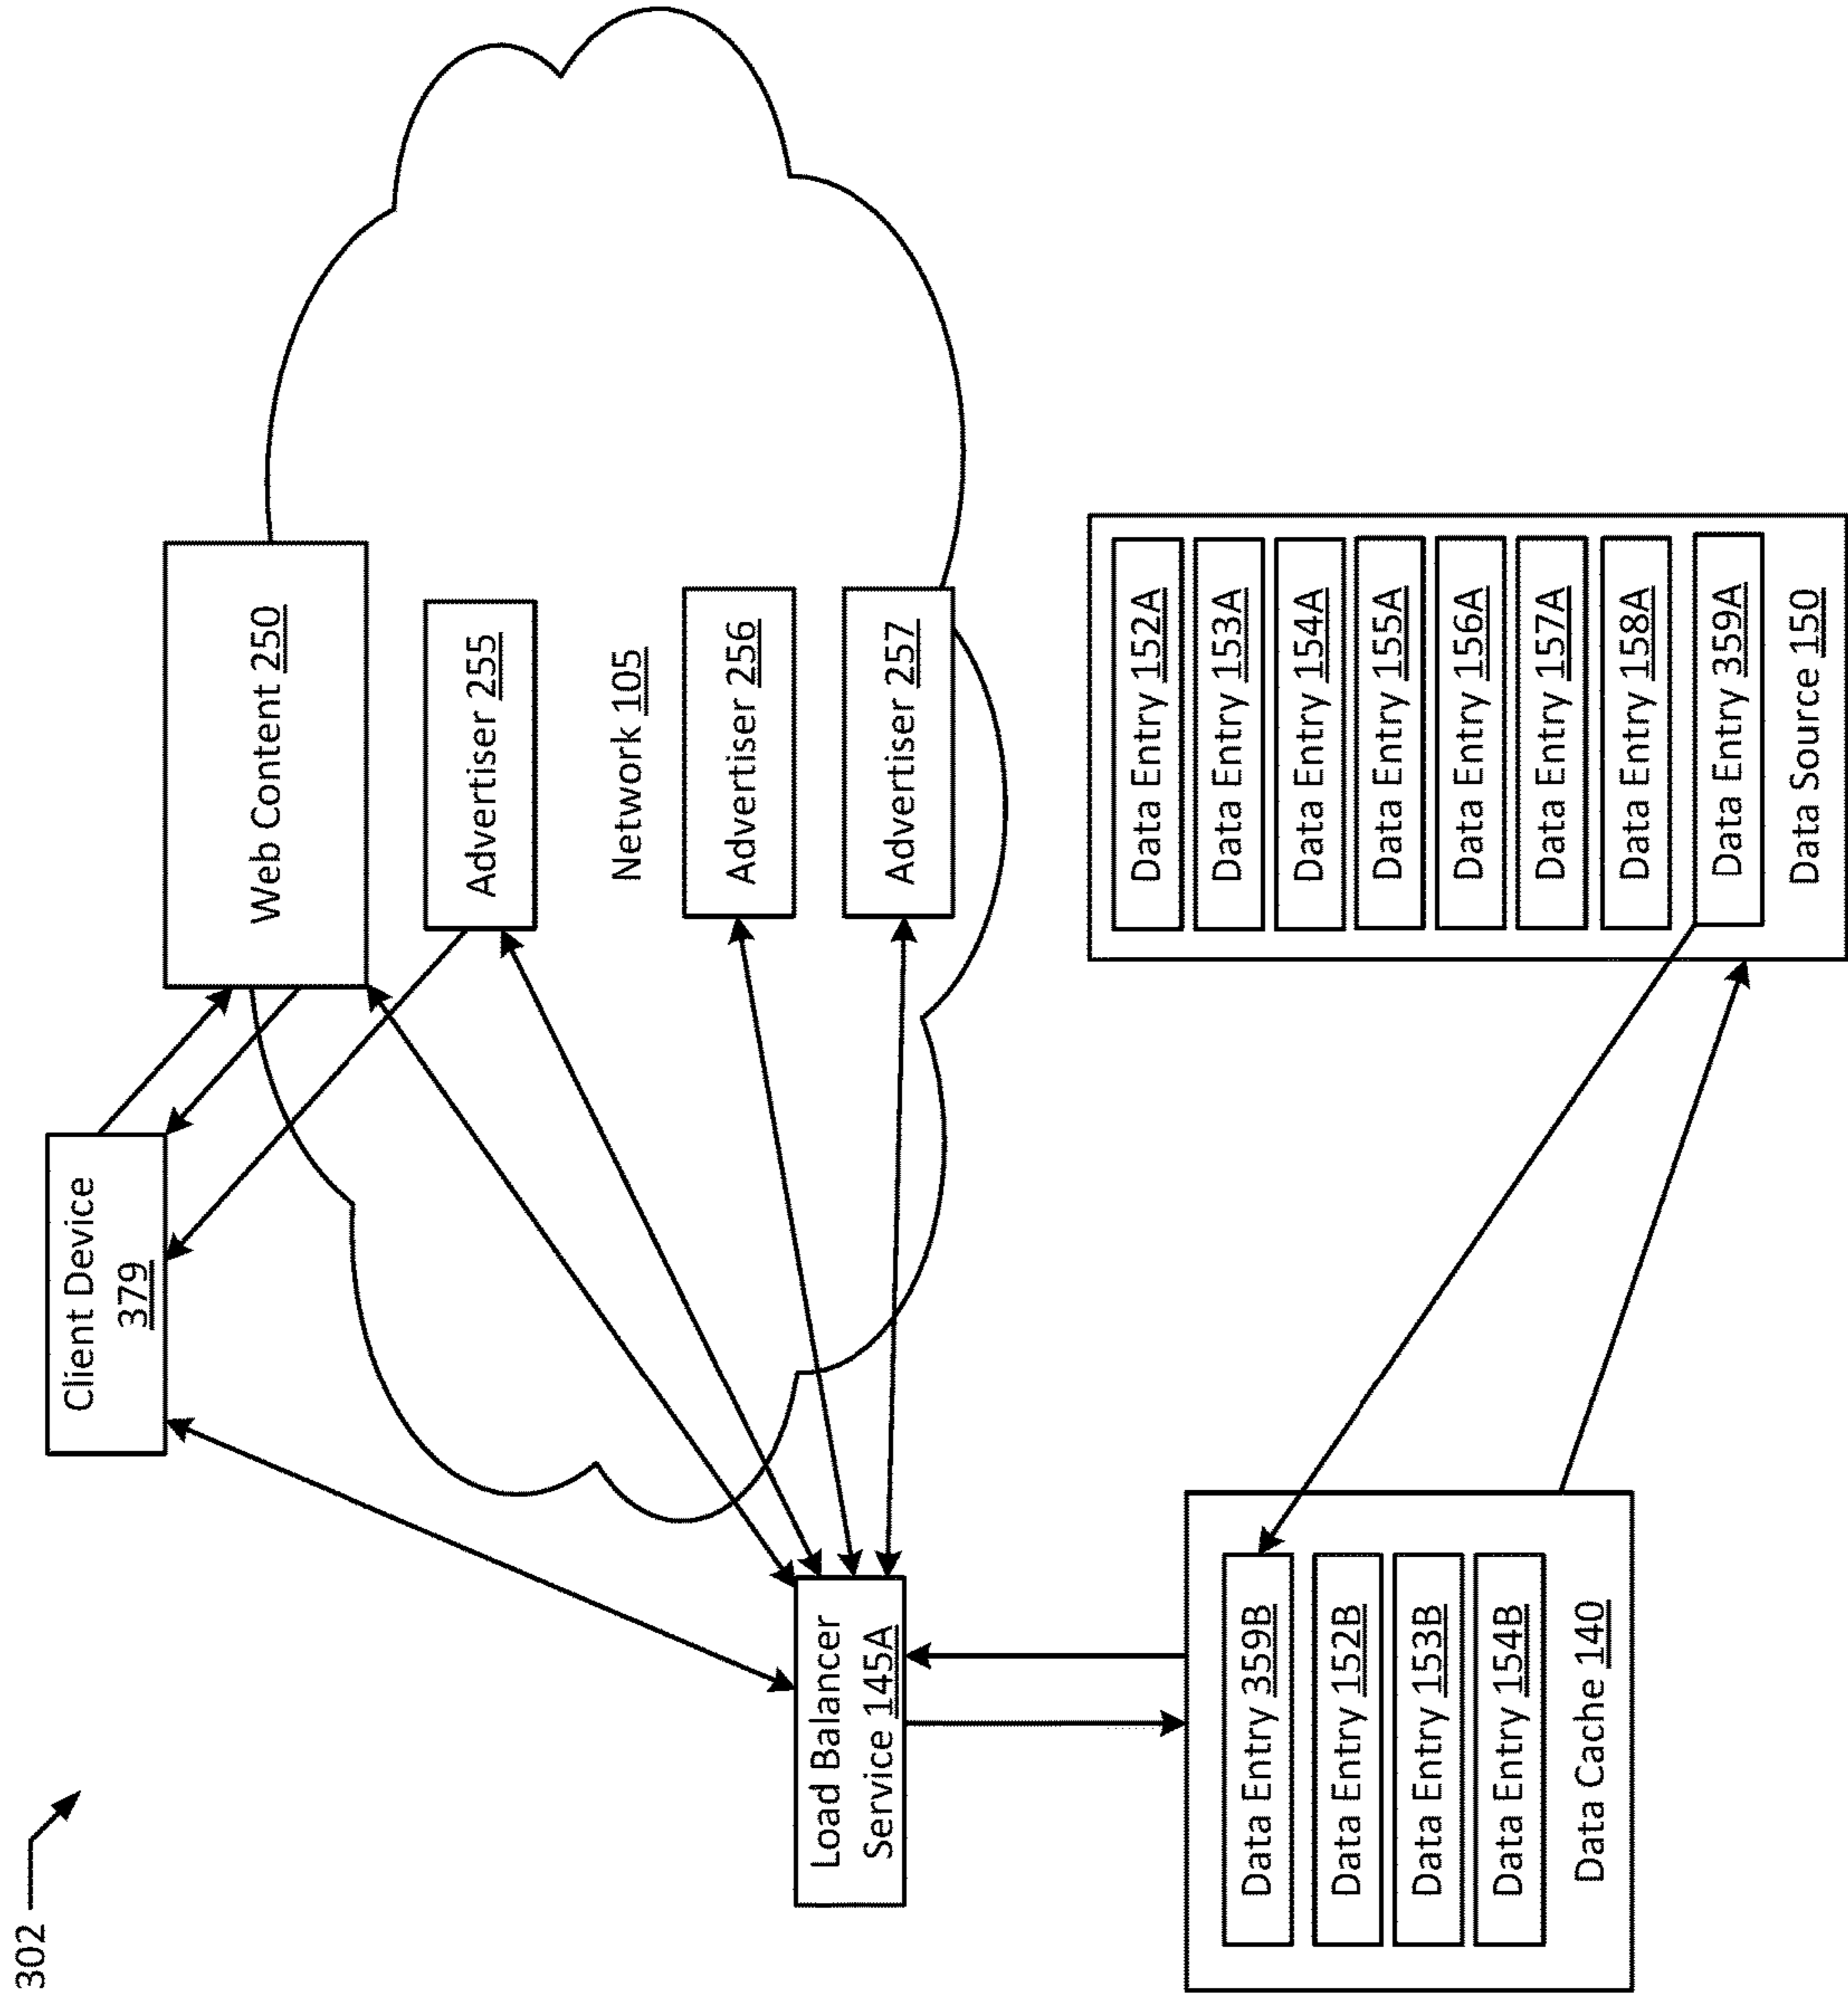 302
Client Device
379
Web Content 250
Advertiser 255
Network 105
Advertiser 256
Advertiser 257
Load Balancer
Service 145A
Data Entry 359B
Data Entry 152B
Data Entry 153B
Data Entry 154B
Data Cache 140
Data Entry 152A
Data Entry 153A
Data Entry 154A
Data Entry 155A
Data Entry 156A
Data Entry 157A
Data Entry 158A
Data Entry 359A
Data Source 150